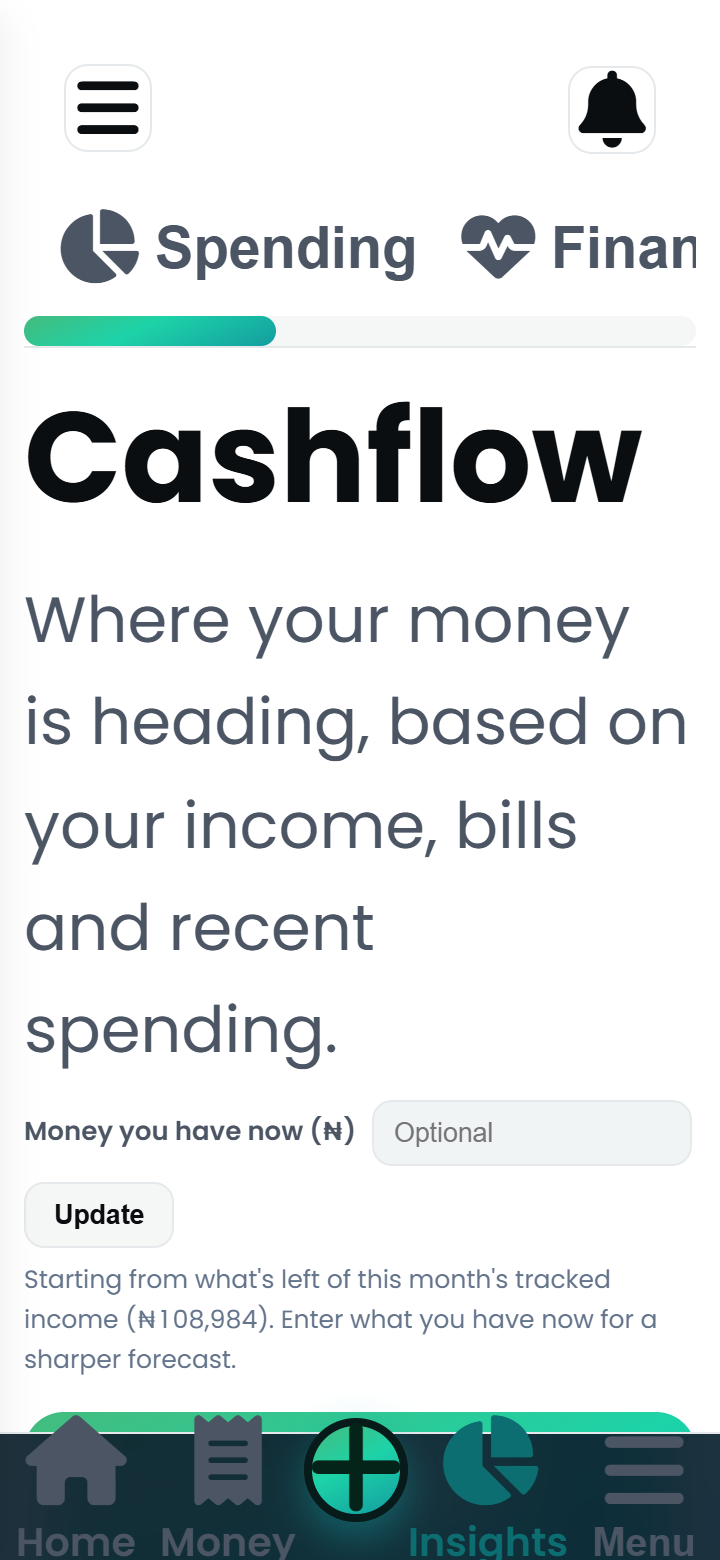 Spending Finan
Cashflow
Where your money
is heading, based on
your income, bills
and recent
spending.
Money you have now (₦) Optional
Update
Starting from what's left of this month's tracked
income (₦108,984). Enter what you have now for a
sharper forecast.
Home Money Insights Menu